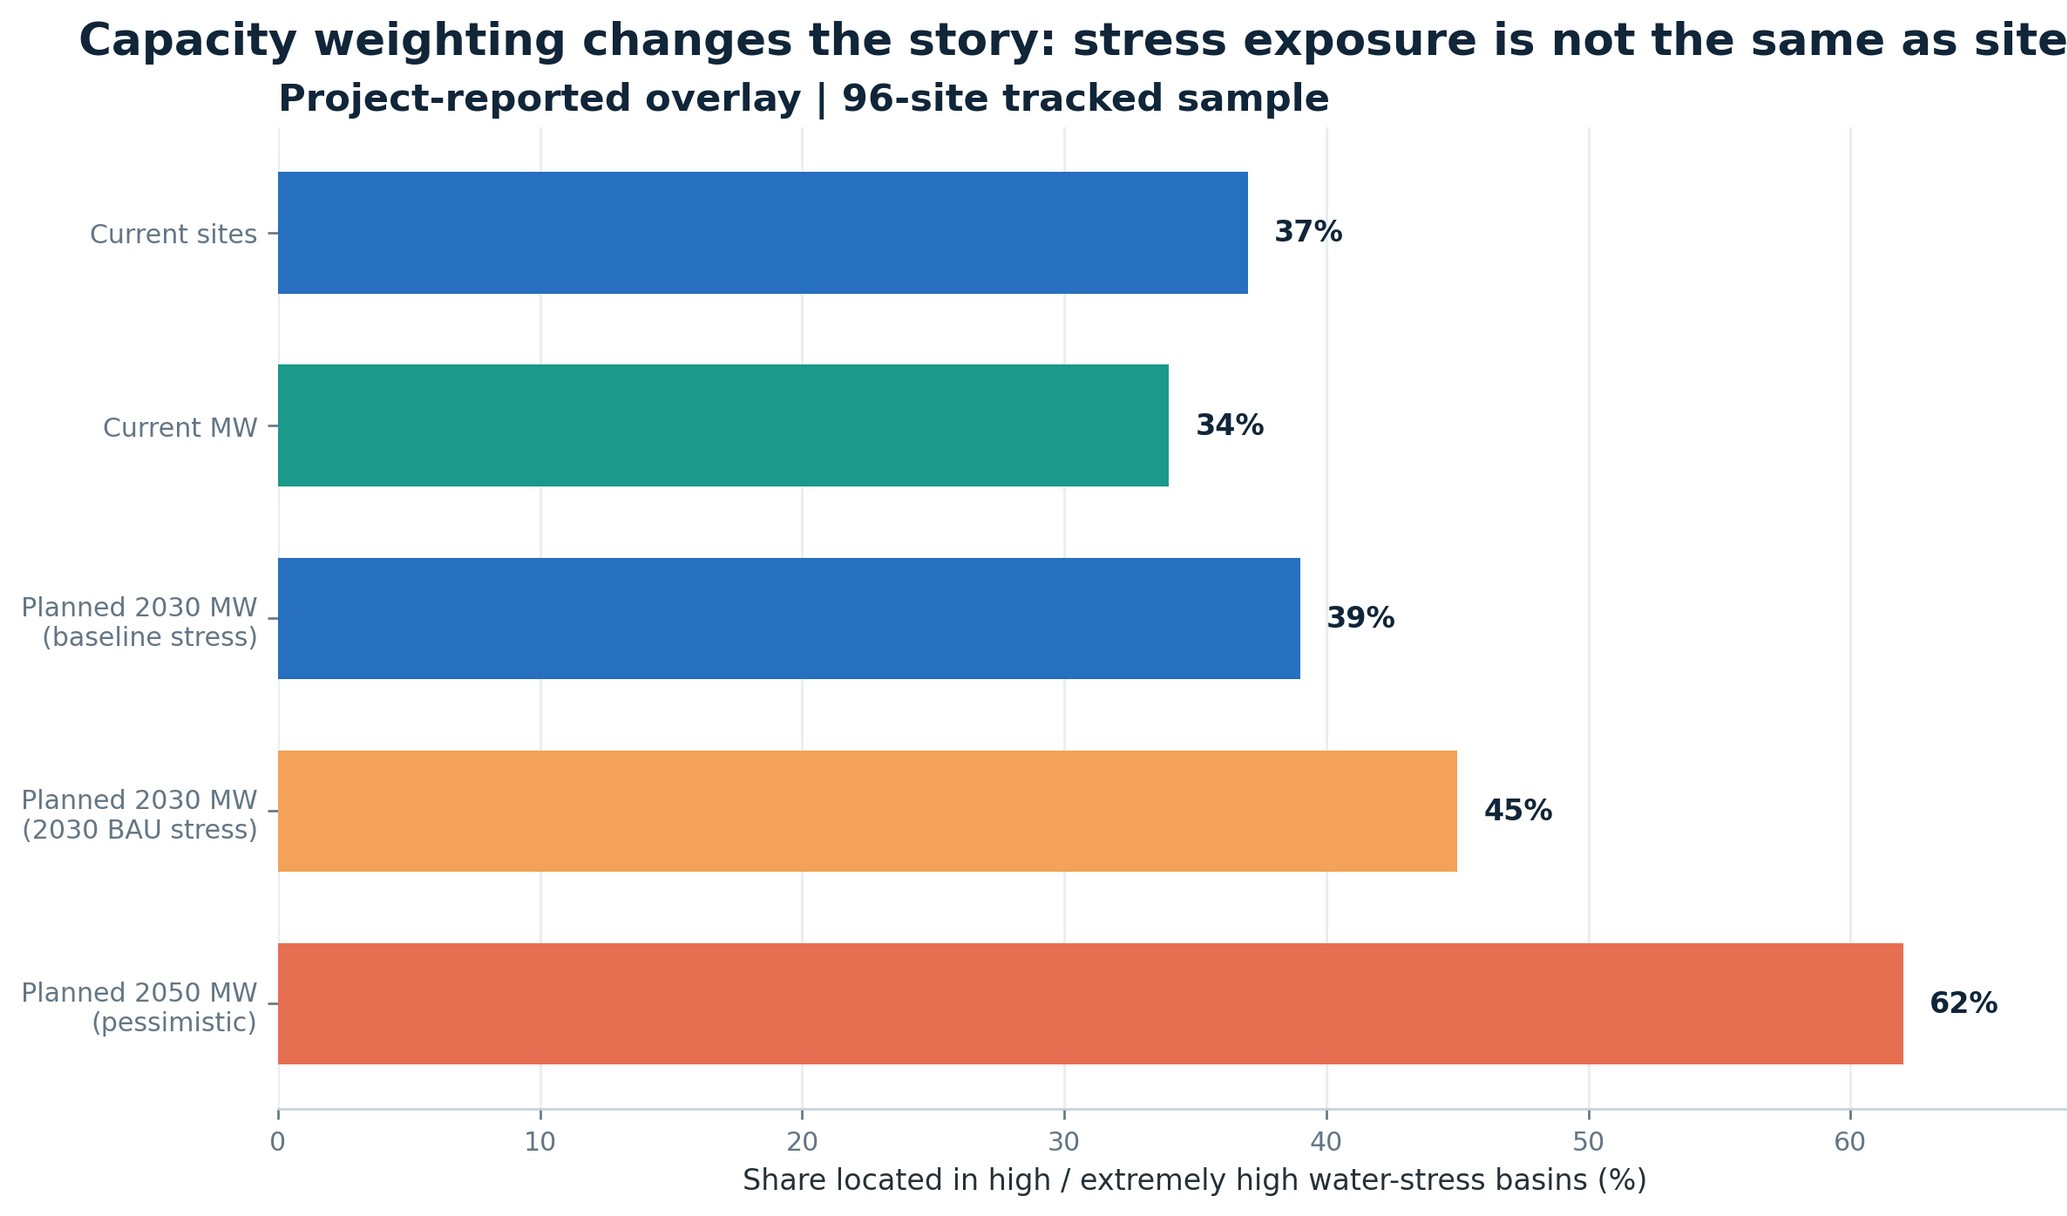 Capacity weighting changes the story: stress exposure is not the same as site
Project-reported overlay | 96-site tracked sample
Current sites
37%
Current MW
34%
Planned 2030 MW
(baseline stress)
39%
Planned 2030 MW
(2030 BAU stress)
45%
Planned 2050 MW
(pessimistic)
62%
0 10 20 30 40 50 60
Share located in high / extremely high water-stress basins (%)